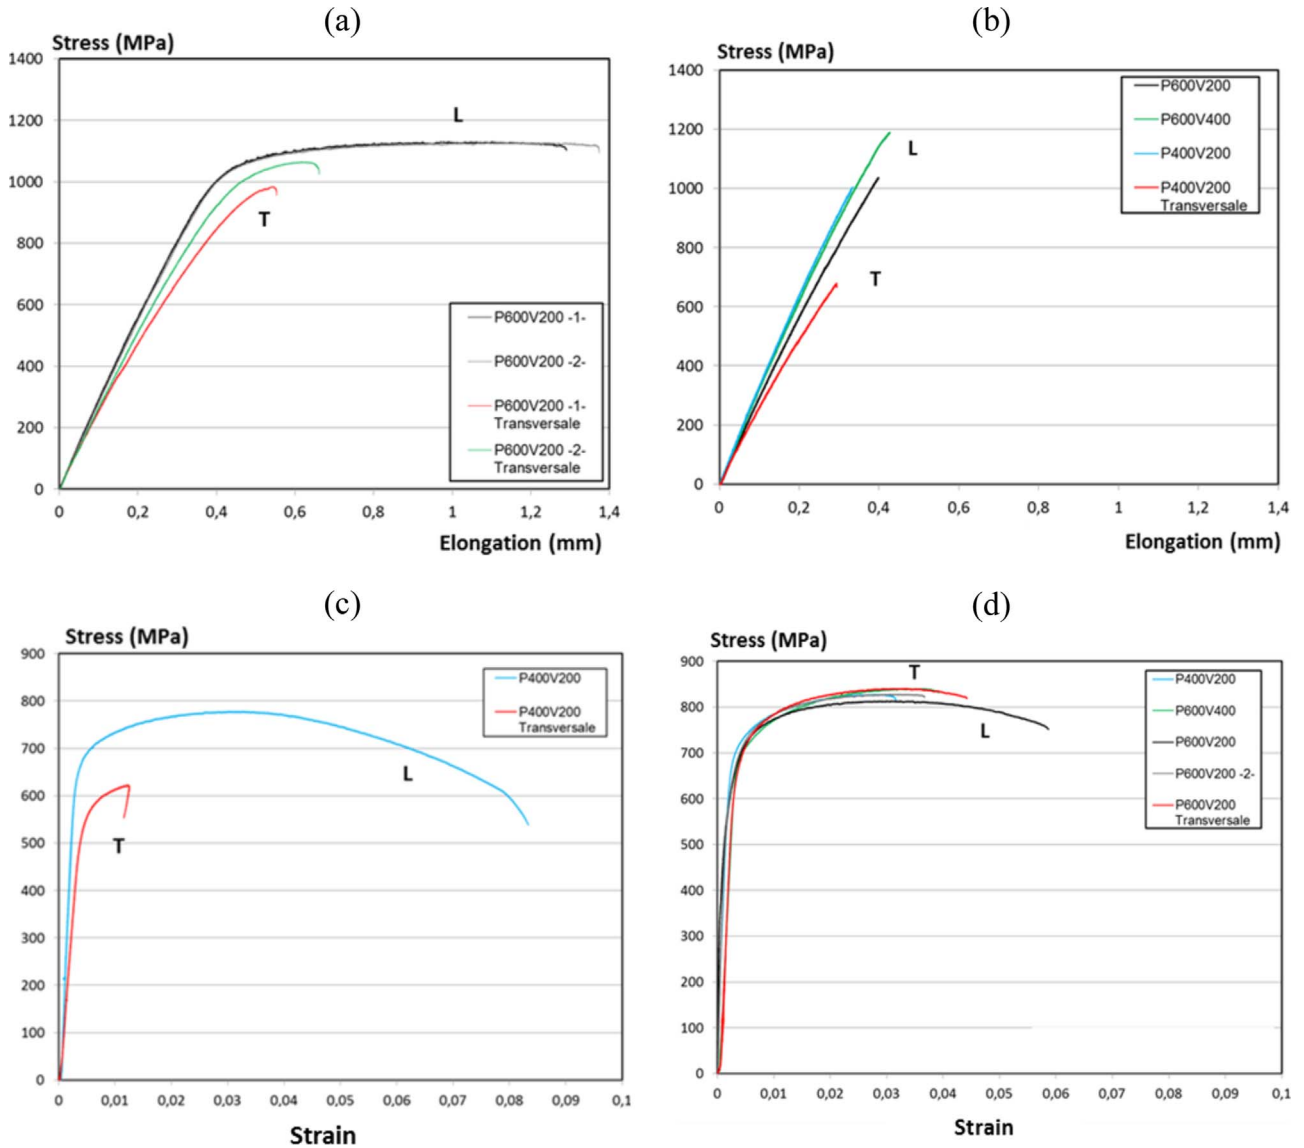 (a)
Stress (MPa)
1400
1200
1000
800
600
400
200
0
0 0,2 0,4 0,6 0,8 1 1,2 1,4
Elongation (mm)
L
T
P600V200 -1-
P600V200 -2-
P600V200 -1-
Transversale
P600V200 -2-
Transversale
(b)
Stress (MPa)
1400
1200
1000
800
600
400
200
0
0 0,2 0,4 0,6 0,8 1 1,2 1,4
Elongation (mm)
L
T
P600V200
P600V400
P400V200
P400V200
Transversale
(c)
Stress (MPa)
900
800
700
600
500
400
300
200
100
0
0 0,01 0,02 0,03 0,04 0,05 0,06 0,07 0,08 0,09 0,1
Strain
L
T
P400V200
P400V200
Transversale
(d)
Stress (MPa)
900
800
700
600
500
400
300
200
100
0
0 0,01 0,02 0,03 0,04 0,05 0,06 0,07 0,08 0,09 0,1
Strain
T
L
P400V200
P600V400
P600V200
P600V200 -2-
P600V200
Transversale